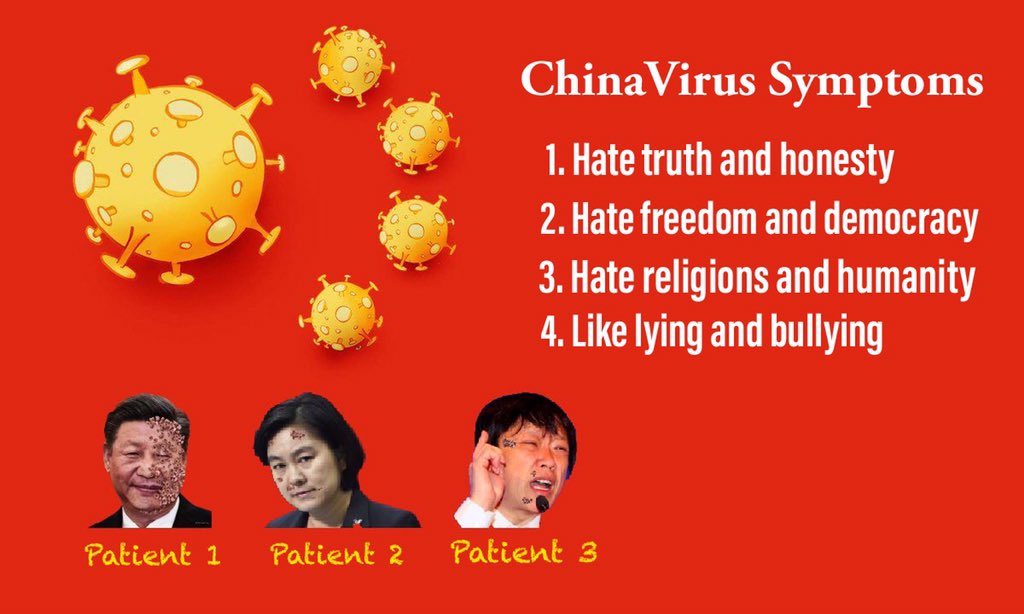 ChinaVirus Symptoms
1. Hate truth and honesty
2. Hate freedom and democracy
3. Hate religions and humanity
4. Like lying and bullying
Patient 1
Patient 2
Patient 3